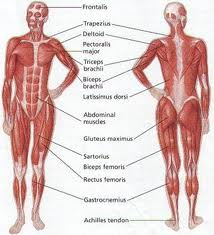 Frontalis
Trapezius
Deltoid
Pectoralis
major
Triceps
brachii
Biceps
brachii
Latissimus dorsi
Abdominal
muscles
Gluteus maximus
Sartorius
Biceps femoris
Rectus femoris
Gastrocnemius
Achilles tendon